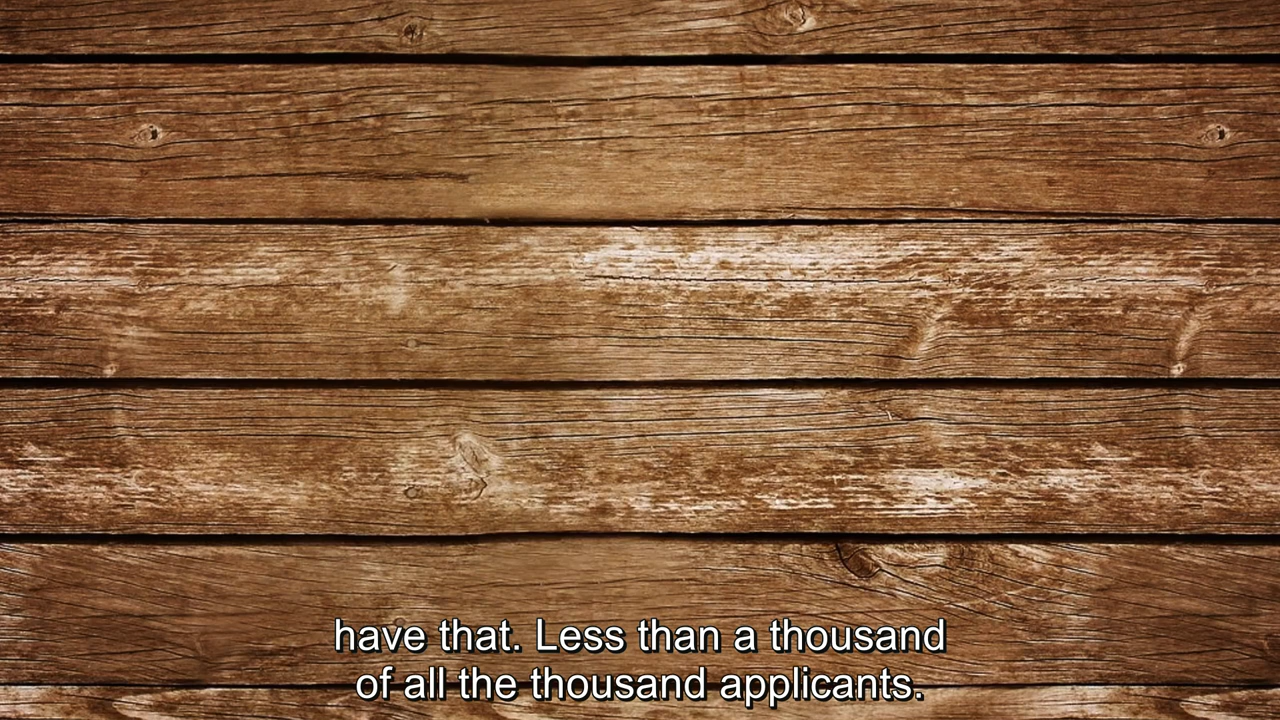 have that. Less than a thousand
of all the thousand applicants.